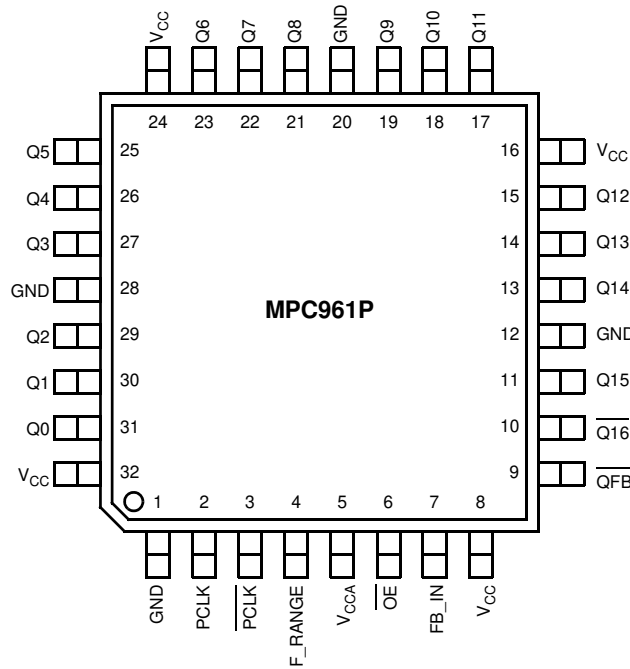 VCC Q6 Q7 Q8 GND Q9 Q10 Q11
24 23 22 21 20 19 18 17
Q5 25 16 VCC
Q4 26 15 Q12
Q3 27 14 Q13
GND 28 13 Q14
MPC961P
Q2 29 12 GND
Q1 30 11 Q15
Q0 31 10 Q16
VCC 32 9 QFB
1 2 3 4 5 6 7 8
GND PCLK PCLK F_RANGE VCCA OE FB_IN VCC